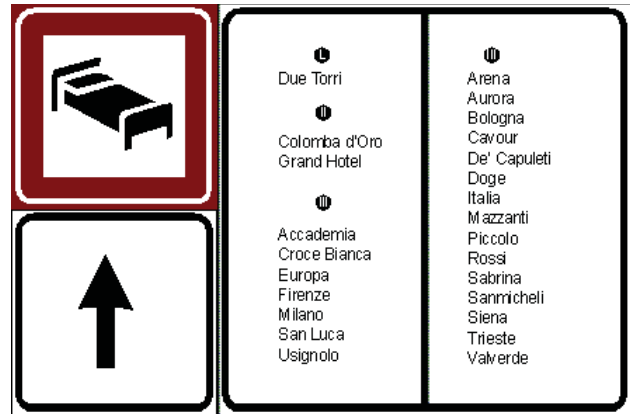 L
Due Torri
Colomba d'Oro
Grand Hotel
Accademia
Croce Bianca
Europa
Firenze
Milano
San Luca
Usignolo
Arena
Aurora
Bologna
Cavour
De' Capuleti
Doge
Italia
Mazzanti
Piccolo
Rossi
Sabrina
Sanmicheli
Siena
Trieste
Valverde